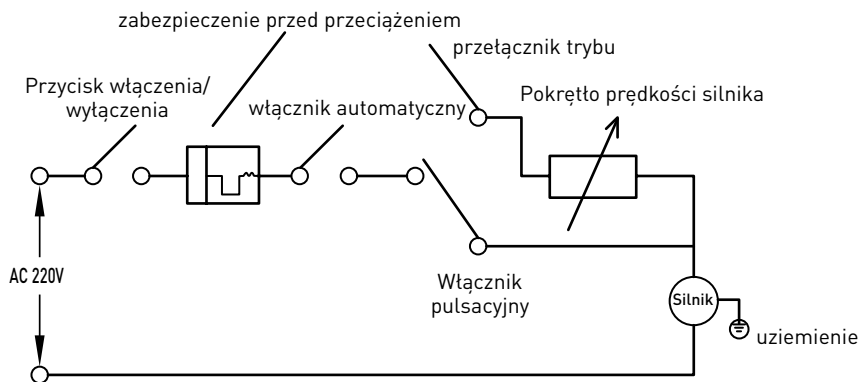 zabezpieczenie przed przeciążeniem
przełącznik trybu
Przycisk włączenia/
wyłączenia
włącznik automatyczny
Pokrętło prędkości silnika
AC 220V
Włącznik
pulsacyjny
Silnik
uziemienie